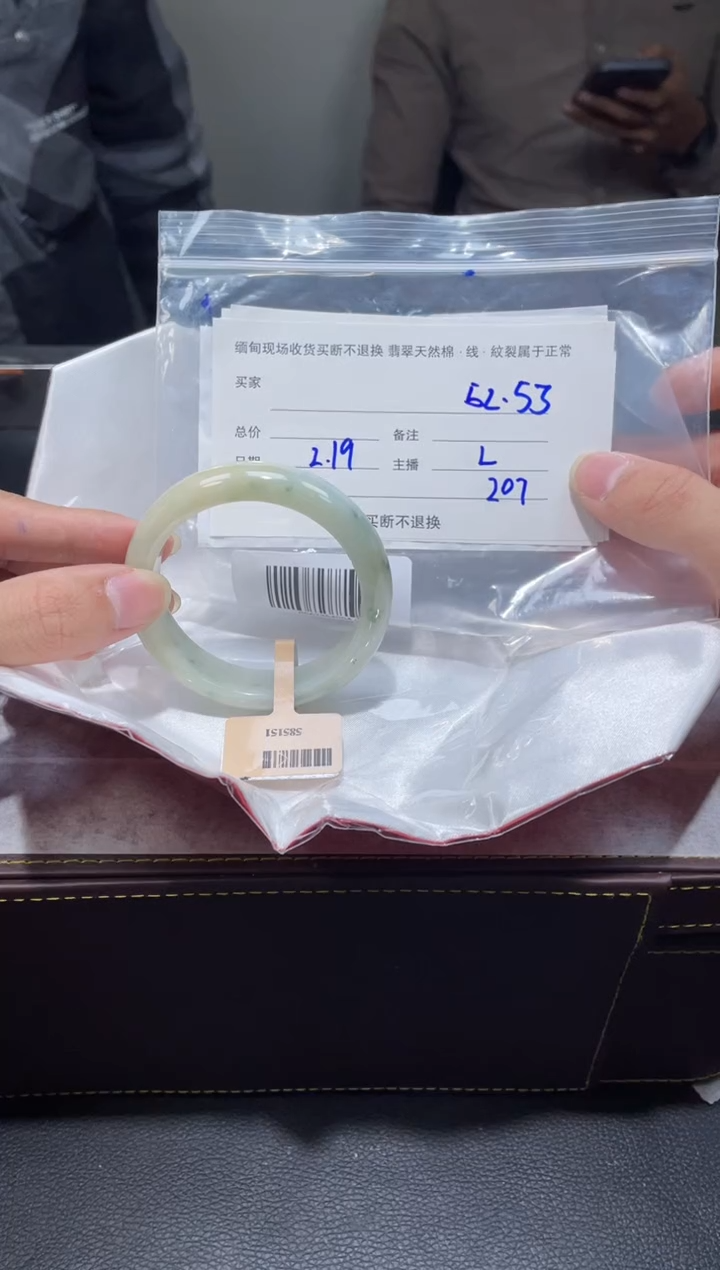 缅甸现场收货买断不退换 翡翠天然棉·线·紋裂属于正常
买家
62.53
总价 备注
日期 2.19 主播 L
207
买断不退换
S85151